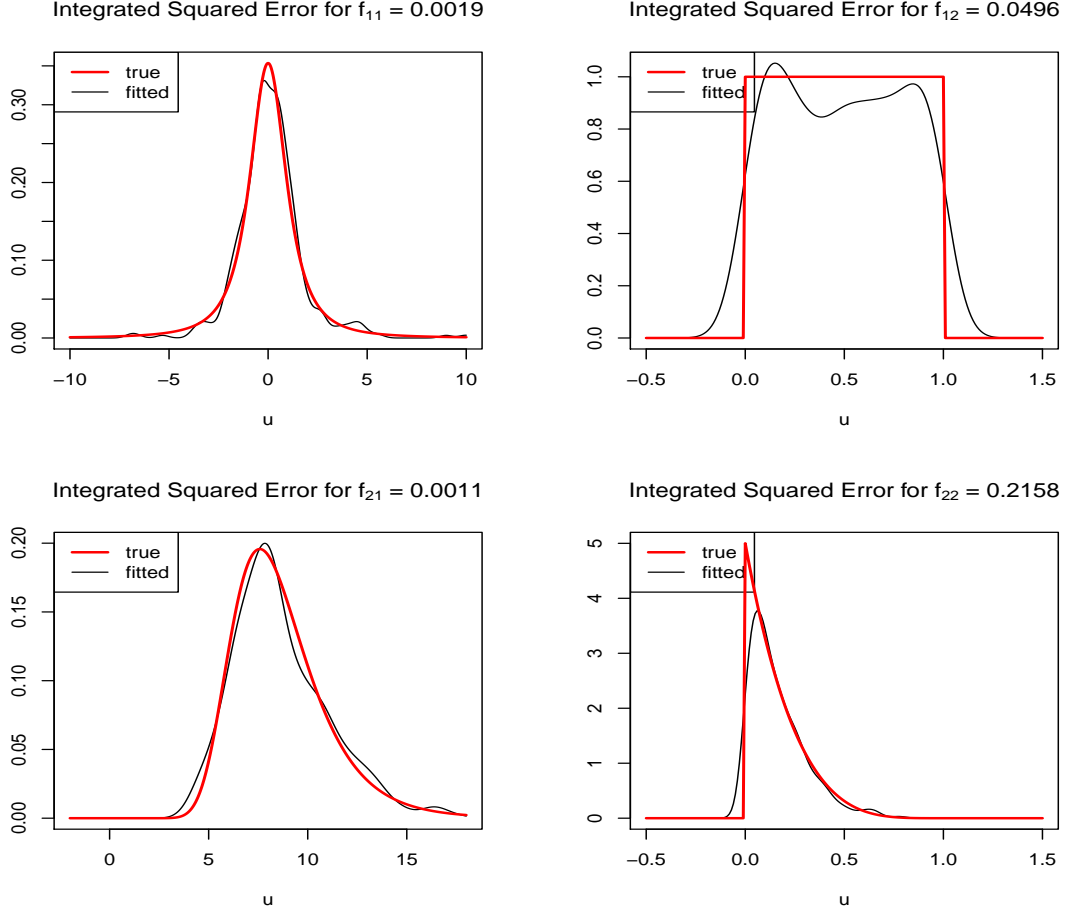 Integrated Squared Error for f₁₁ = 0.0019
true
fitted
0.30
0.20
0.10
0.00
−10
−5
0
5
10
u
Integrated Squared Error for f₁₂ = 0.0496
true
fitted
1.0
0.8
0.6
0.4
0.2
0.0
−0.5
0.0
0.5
1.0
1.5
u
Integrated Squared Error for f₂₁ = 0.0011
true
fitted
0.20
0.15
0.10
0.05
0.00
0
5
10
15
u
Integrated Squared Error for f₂₂ = 0.2158
true
fitted
5
4
3
2
1
0
−0.5
0.0
0.5
1.0
1.5
u